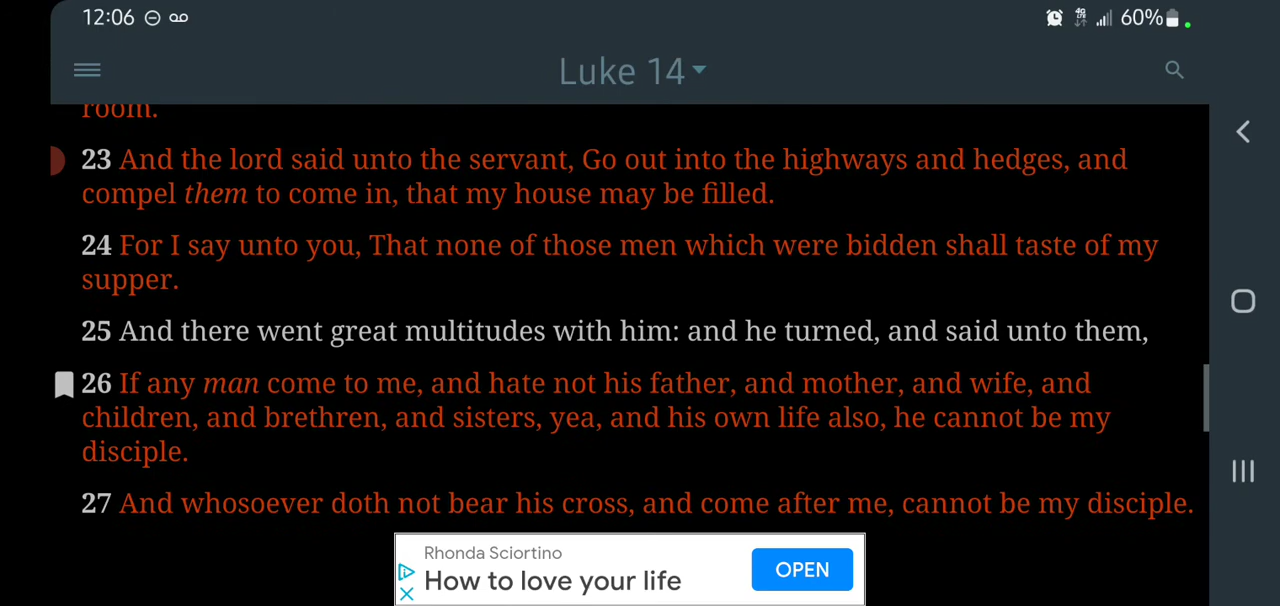 12:06 60%
Luke 14
room.
23 And the lord said unto the servant, Go out into the highways and hedges, and
compel them to come in, that my house may be filled.
24 For I say unto you, That none of those men which were bidden shall taste of my
supper.
25 And there went great multitudes with him: and he turned, and said unto them,
26 If any man come to me, and hate not his father, and mother, and wife, and
children, and brethren, and sisters, yea, and his own life also, he cannot be my
disciple.
27 And whosoever doth not bear his cross, and come after me, cannot be my disciple.
Rhonda Sciortino
How to love your life
OPEN